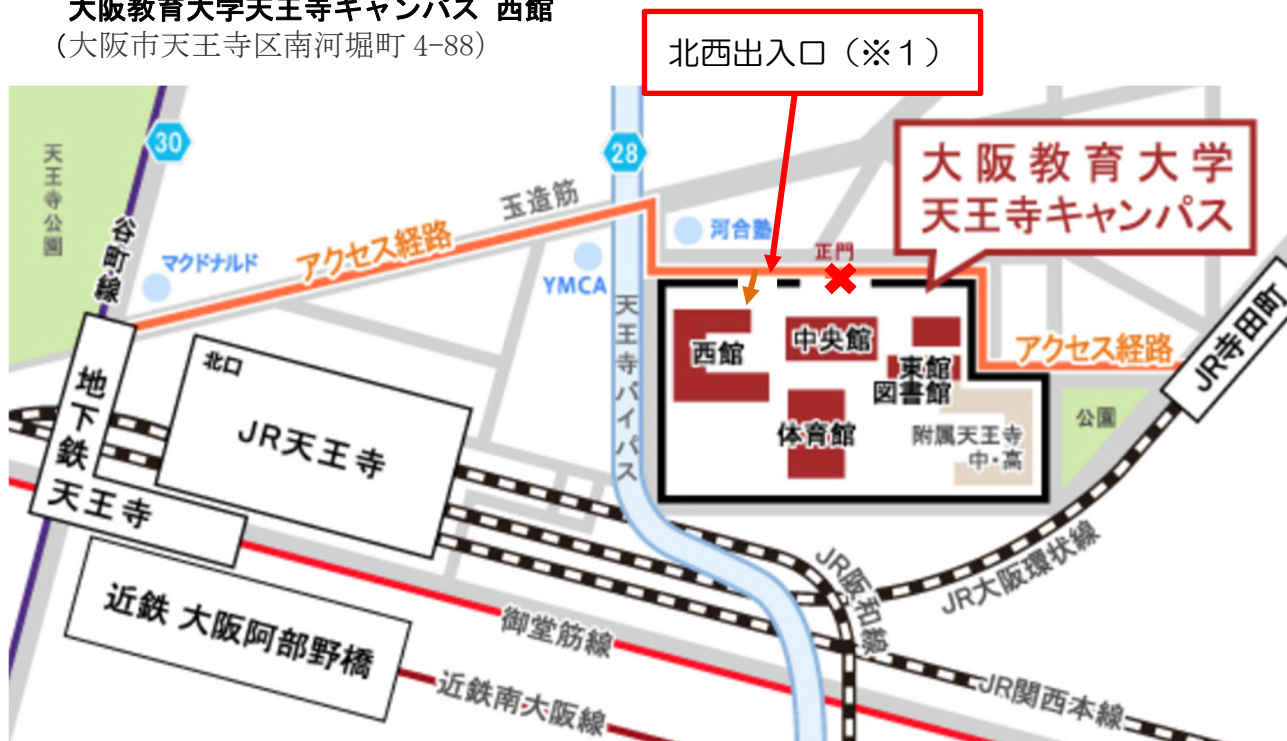 大阪教育大学天王寺キャンパス 西館
（大阪市天王寺区南河堀町 4-88）
北西出入口（※１）
30
28
天王寺公園
谷町線
マクドナルド
アクセス経路
玉造筋
YMCA
河合塾
正門
大阪教育大学
天王寺キャンパス
天王寺バイパス
西館
中央館
東館
図書館
体育館
附属天王寺
中・高
アクセス経路
公園
JR寺田町
北口
JR天王寺
地下鉄
天王寺
近鉄 大阪阿部野橋
御堂筋線
近鉄南大阪線
JR阪和線
JR大阪環状線
JR関西本線